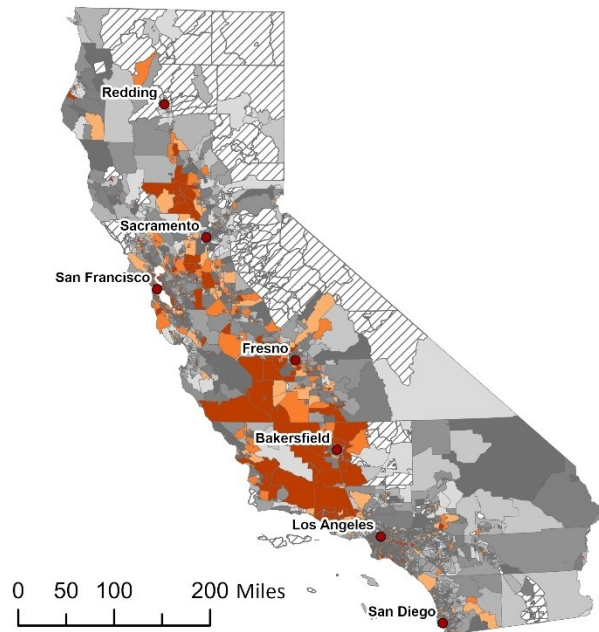 Redding
Sacramento
San Francisco
Fresno
Bakersfield
Los Angeles
San Diego
0 50 100 200 Miles